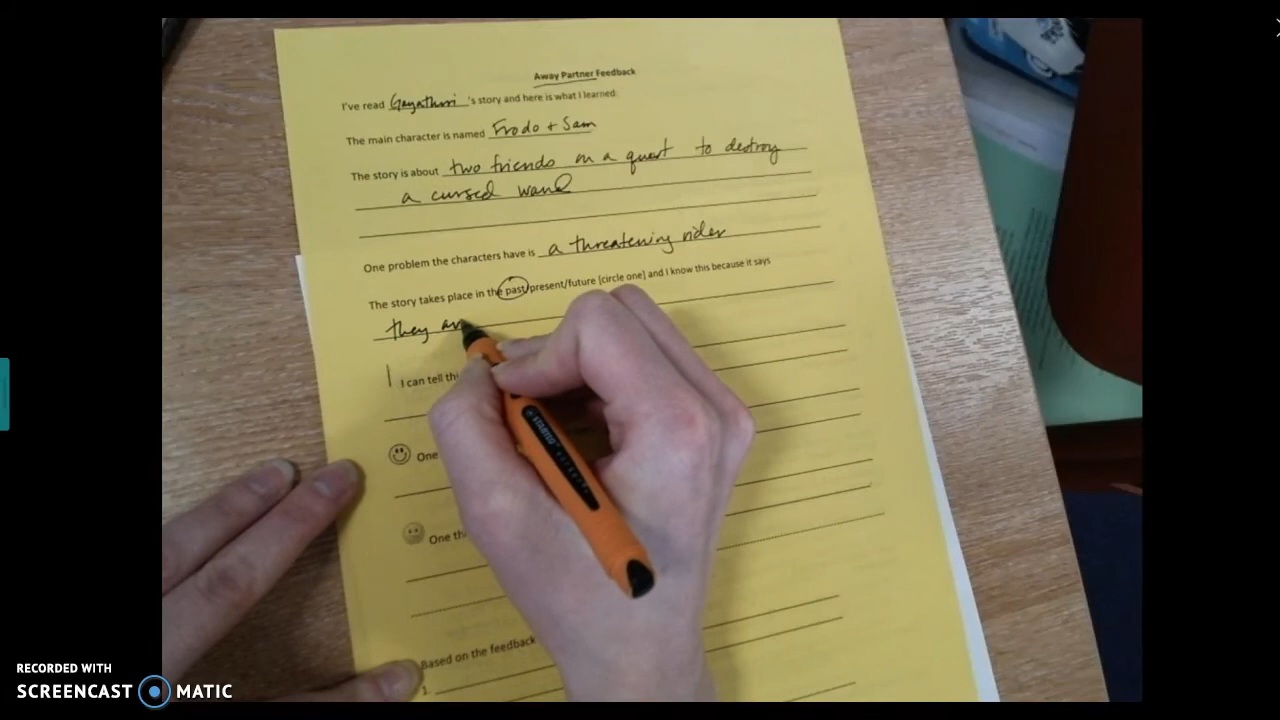 Away Partner Feedback
I've read Gayathri 's story and here is what I learned:
The main character is named Frodo + Sam
The story is about two friends on a quest to destroy
a cursed wand
One problem the characters have is a threatening rider
The story takes place in the past/present/future [circle one] and I know this because it says
they
I can tell
One
One
Based on the feedback
1.
STABILO
RECORDED WITH
SCREENCAST MATIC